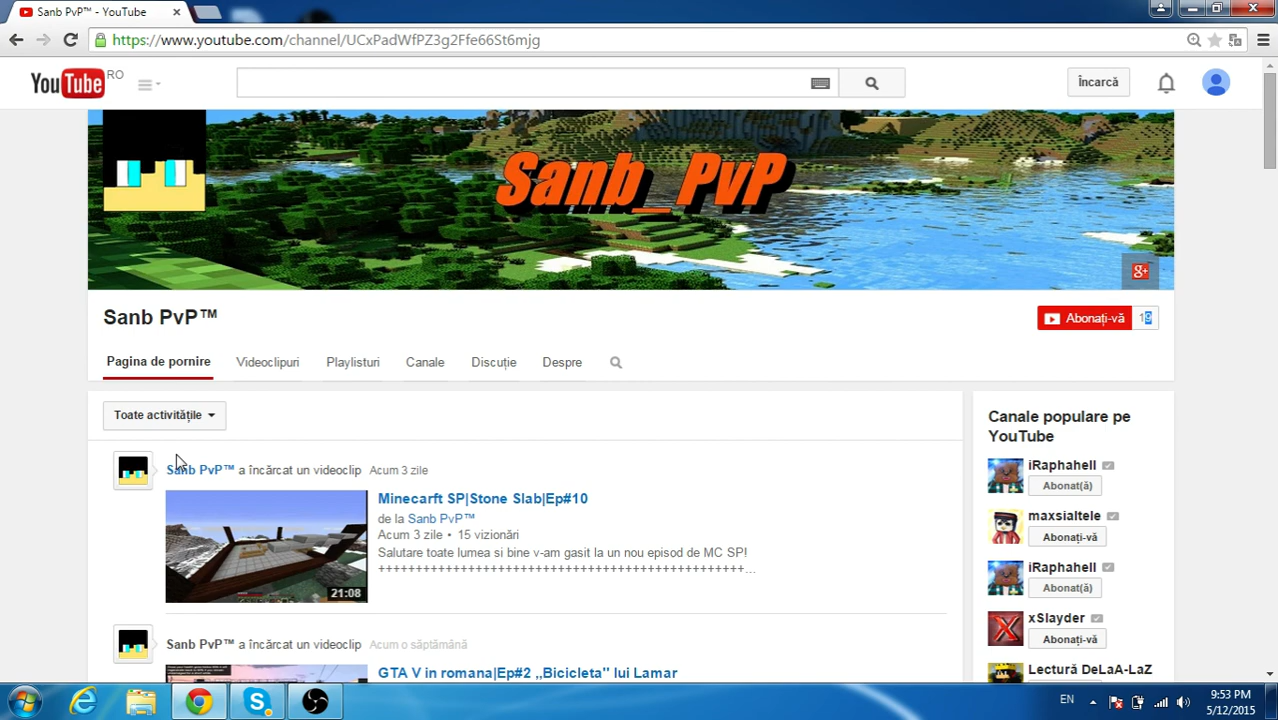 Sanb PvP™ - YouTube
https://www.youtube.com/channel/UCxPadWfPZ3g2Ffe66St6mjg
YouTube RO
Încarcă
Sanb_PvP
g+
Sanb PvP™
Abonați-vă 19
Pagina de pornire Videoclipuri Playlisturi Canale Discuție Despre
Toate activitățile
Sanb PvP™ a încărcat un videoclip Acum 3 zile
Minecarft SP|Stone Slab|Ep#10
de la Sanb PvP™
Acum 3 zile • 15 vizionări
Salutare toate lumea si bine v-am gasit la un nou episod de MC SP!
++++++++++++++++++++++++++++++++++++++++++++++++...
21:08
Sanb PvP™ a încărcat un videoclip Acum o săptămână
GTA V in romana|Ep#2 ,,Bicicleta'' lui Lamar
Canale populare pe
YouTube
iRaphahell
Abonat(ă)
maxsialtele
Abonați-vă
iRaphahell
Abonat(ă)
xSlayder
Abonați-vă
Lectură DeLaA-LaZ
EN
9:53 PM
5/12/2015